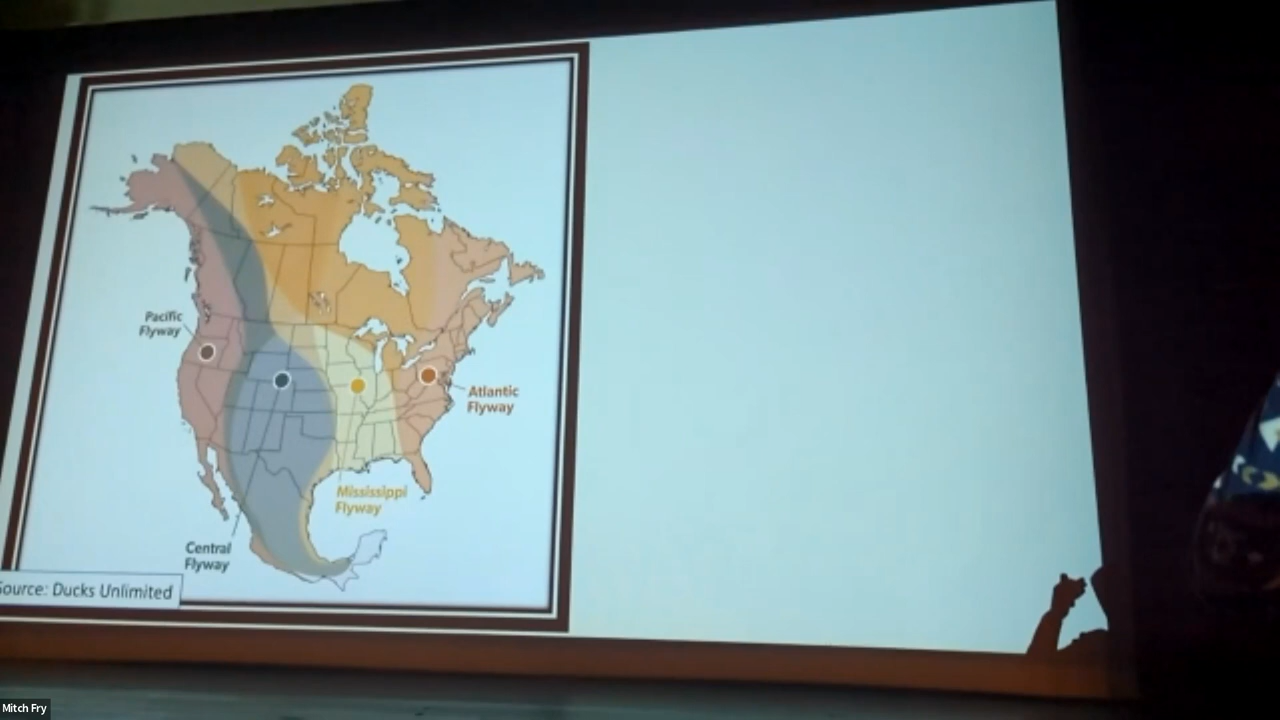 Pacific
Flyway
Atlantic
Flyway
Mississippi
Flyway
Central
Flyway
Source: Ducks Unlimited
Mitch Fry